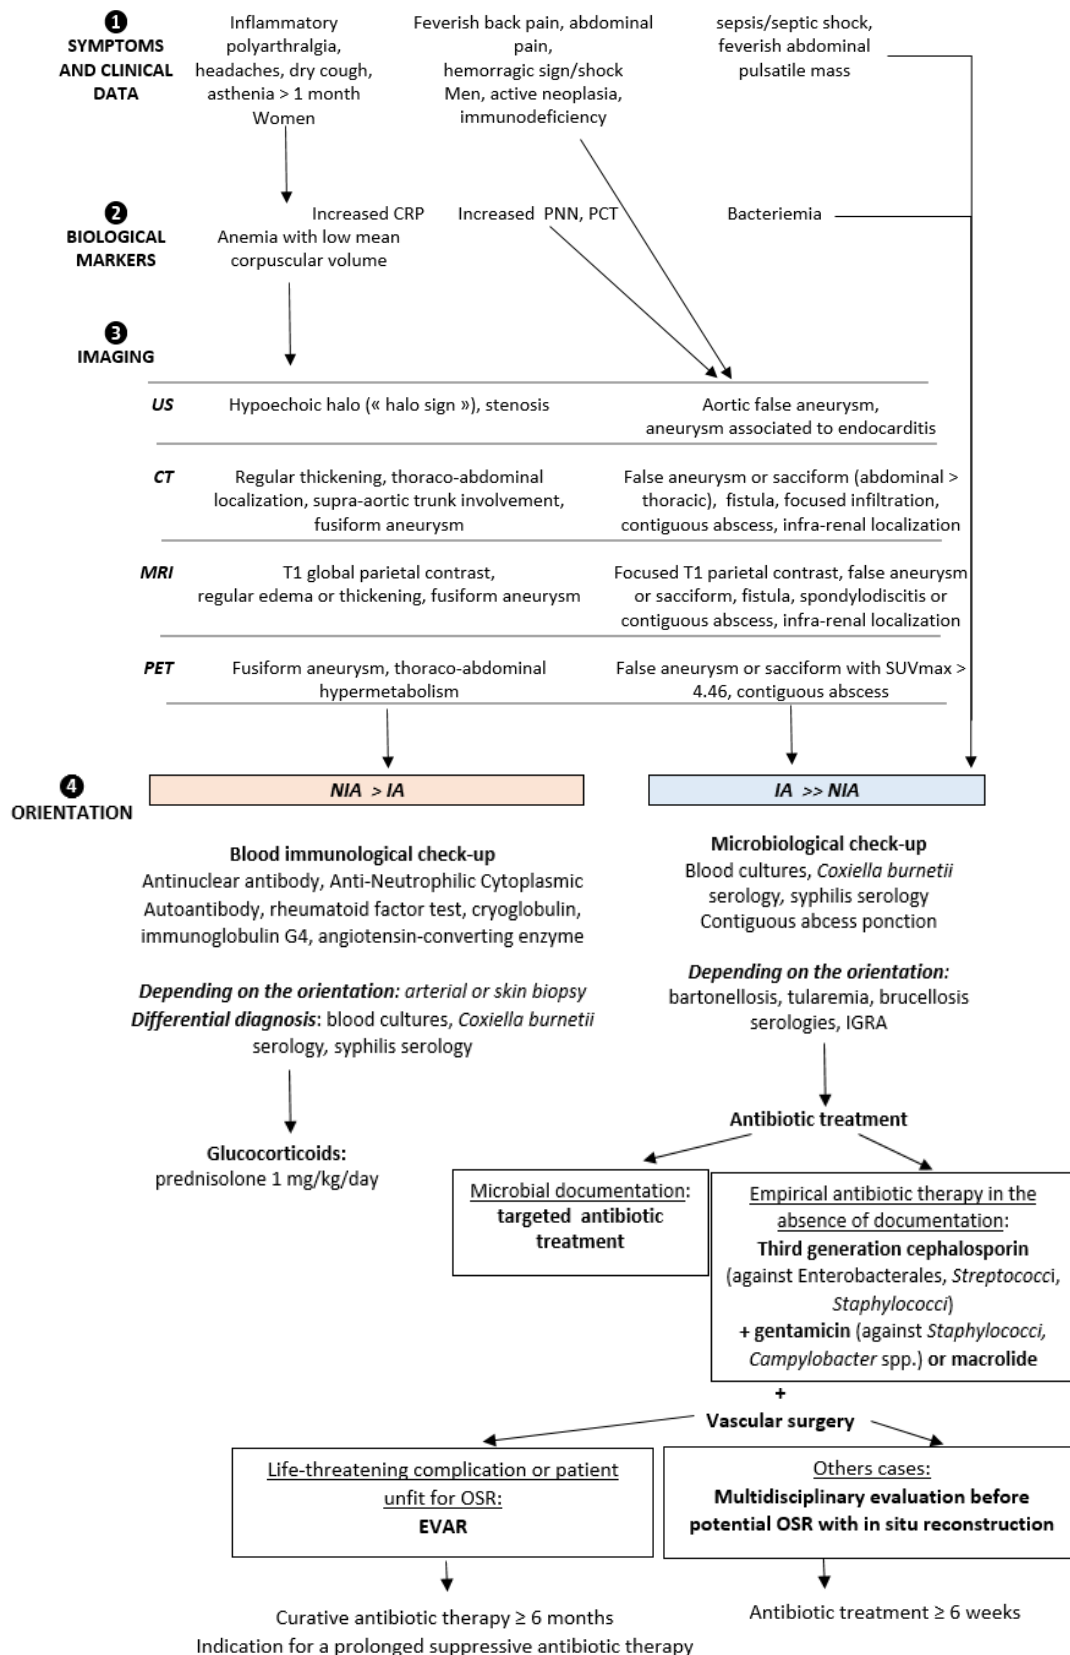 ❶
SYMPTOMS
AND CLINICAL
DATA
Inflammatory
polyarthralgia,
headaches, dry cough,
asthenia > 1 month
Women
Feverish back pain, abdominal
pain,
hemorragic sign/shock
Men, active neoplasia,
immunodeficiency
sepsis/septic shock,
feverish abdominal
pulsatile mass
❷
BIOLOGICAL
MARKERS
Increased CRP
Anemia with low mean
corpuscular volume
Increased PNN, PCT
Bacteriemia
❸
IMAGING
US
Hypoechoic halo (« halo sign »), stenosis
Aortic false aneurysm,
aneurysm associated to endocarditis
CT
Regular thickening, thoraco-abdominal
localization, supra-aortic trunk involvement,
fusiform aneurysm
False aneurysm or sacciform (abdominal >
thoracic), fistula, focused infiltration,
contiguous abscess, infra-renal localization
MRI
T1 global parietal contrast,
regular edema or thickening, fusiform aneurysm
Focused T1 parietal contrast, false aneurysm
or sacciform, fistula, spondylodiscitis or
contiguous abscess, infra-renal localization
PET
Fusiform aneurysm, thoraco-abdominal
hypermetabolism
False aneurysm or sacciform with SUVmax >
4.46, contiguous abscess
❹
ORIENTATION
NIA > IA
IA >> NIA
Blood immunological check-up
Antinuclear antibody, Anti-Neutrophilic Cytoplasmic
Autoantibody, rheumatoid factor test, cryoglobulin,
immunoglobulin G4, angiotensin-converting enzyme
Depending on the orientation: arterial or skin biopsy
Differential diagnosis: blood cultures, Coxiella burnetii
serology, syphilis serology
Glucocorticoids:
prednisolone 1 mg/kg/day
Microbiological check-up
Blood cultures, Coxiella burnetii
serology, syphilis serology
Contiguous abcess ponction
Depending on the orientation:
bartonellosis, tularemia, brucellosis
serologies, IGRA
Antibiotic treatment
Microbial documentation:
targeted antibiotic
treatment
Empirical antibiotic therapy in the
absence of documentation:
Third generation cephalosporin
(against Enterobacterales, Streptococci,
Staphylococci)
+ gentamicin (against Staphylococci,
Campylobacter spp.) or macrolide
+
Vascular surgery
Life-threatening complication or patient
unfit for OSR:
EVAR
Others cases:
Multidisciplinary evaluation before
potential OSR with in situ reconstruction
Curative antibiotic therapy ≥ 6 months
Indication for a prolonged suppressive antibiotic therapy
Antibiotic treatment ≥ 6 weeks